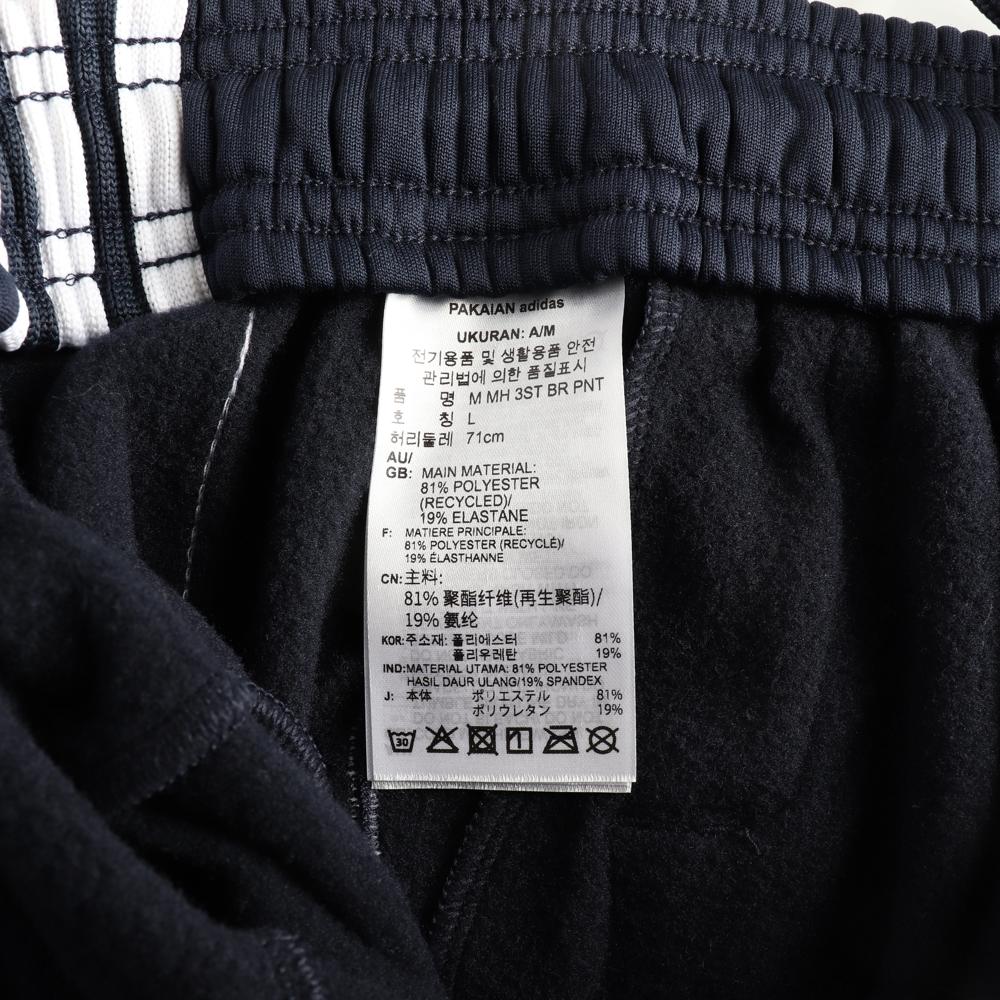 PAKAIAN adidas
UKURAN: A/M
전기용품 및 생활용품 안전
관리법에 의한 품질표시
품 명 M MH 3ST BR PNT
호 칭 L
허리둘레 71cm
AU/
GB: MAIN MATERIAL:
81% POLYESTER
(RECYCLED)/
19% ELASTANE
F: MATIERE PRINCIPALE:
81% POLYESTER (RECYCLÉ)/
19% ÉLASTHANNE
CN: 主料:
81% 聚酯纤维(再生聚酯)/
19% 氨纶
KOR: 주소재: 폴리에스터 81%
폴리우레탄 19%
IND: MATERIAL UTAMA: 81% POLYESTER
HASIL DAUR ULANG/19% SPANDEX
J: 本体 ポリエステル 81%
ポリウレタン 19%
30